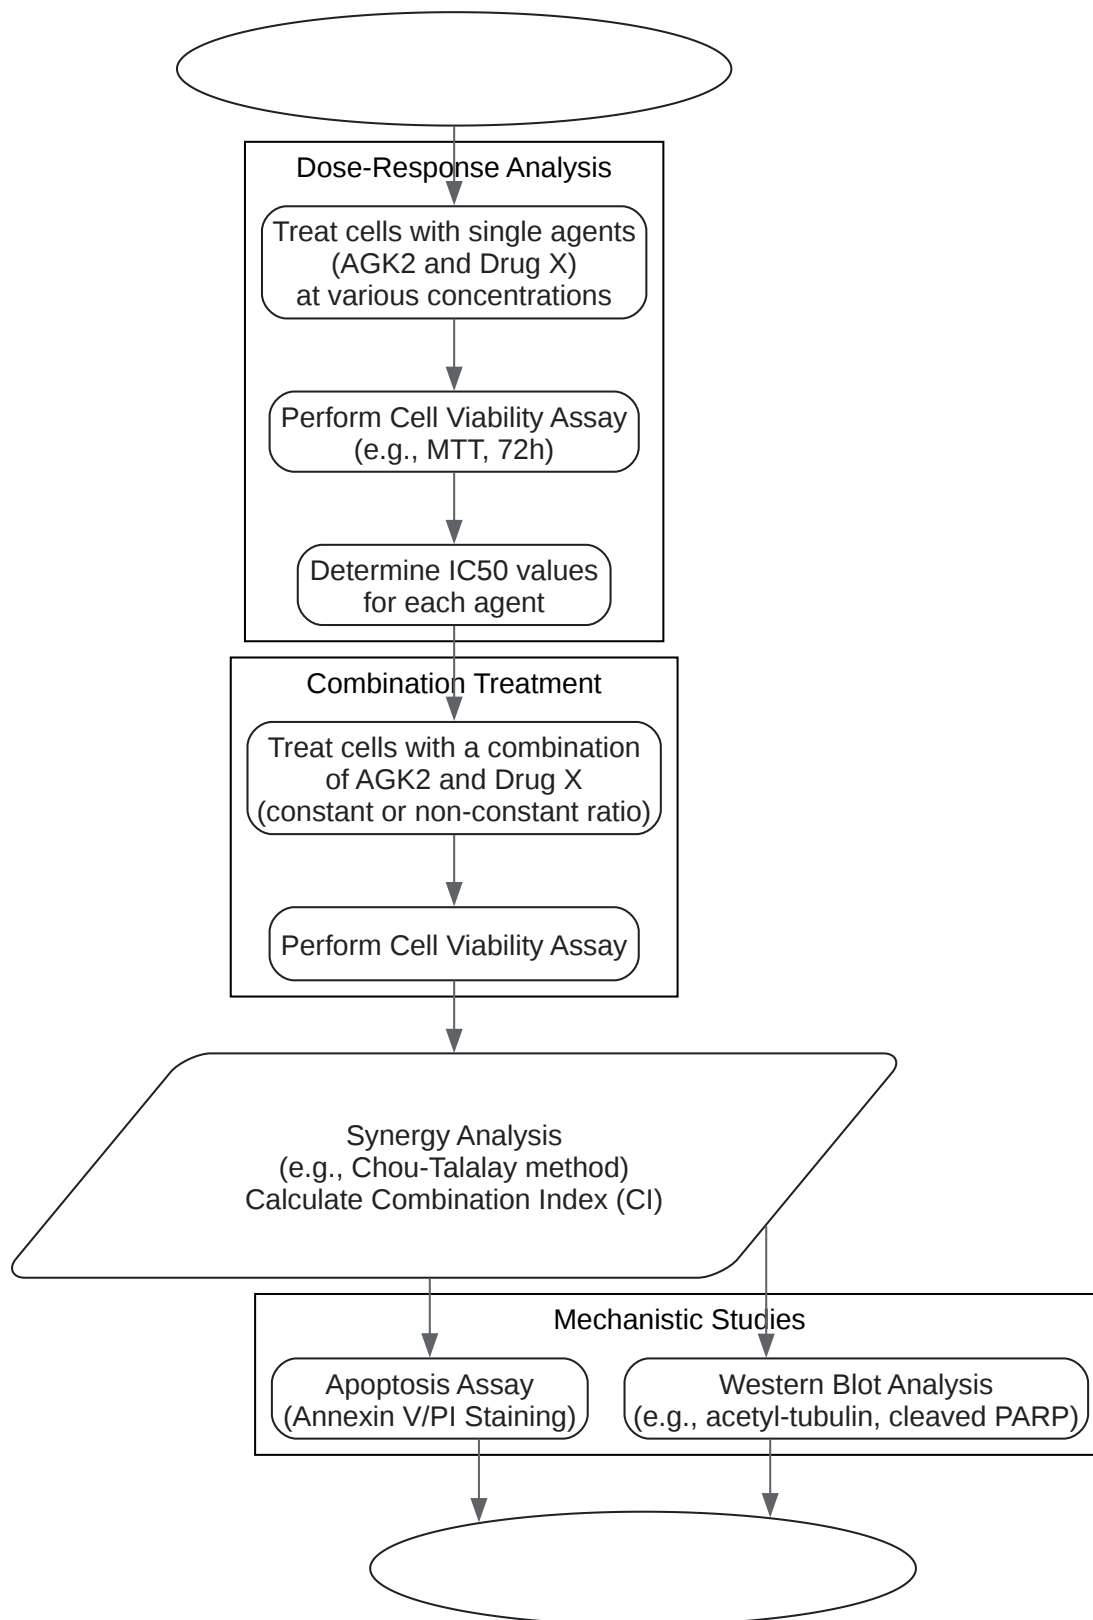 Dose-Response Analysis
Treat cells with single agents
(AGK2 and Drug X)
at various concentrations
Perform Cell Viability Assay
(e.g., MTT, 72h)
Determine IC50 values
for each agent
Combination Treatment
Treat cells with a combination
of AGK2 and Drug X
(constant or non-constant ratio)
Perform Cell Viability Assay
Synergy Analysis
(e.g., Chou-Talalay method)
Calculate Combination Index (CI)
Mechanistic Studies
Apoptosis Assay
(Annexin V/PI Staining)
Western Blot Analysis
(e.g., acetyl-tubulin, cleaved PARP)